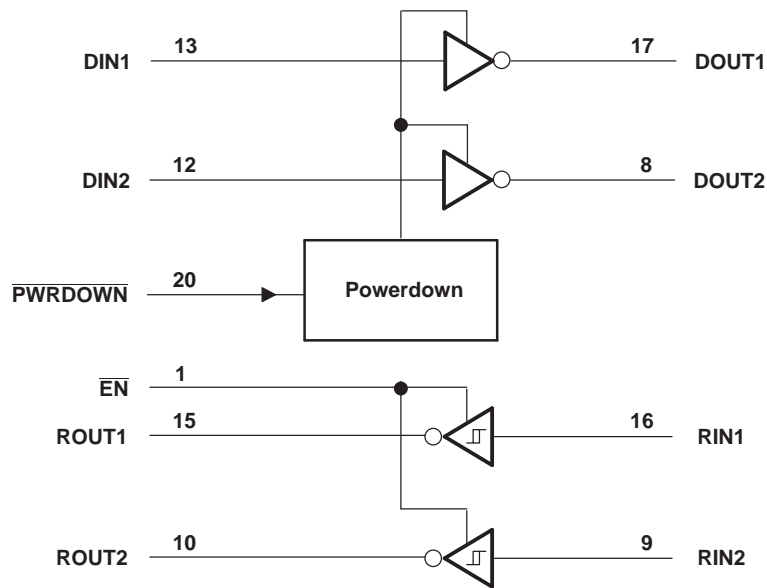 DIN1 13 17 DOUT1
DIN2 12 8 DOUT2
PWRDOWN 20 Powerdown
EN 1
ROUT1 15 16 RIN1
ROUT2 10 9 RIN2